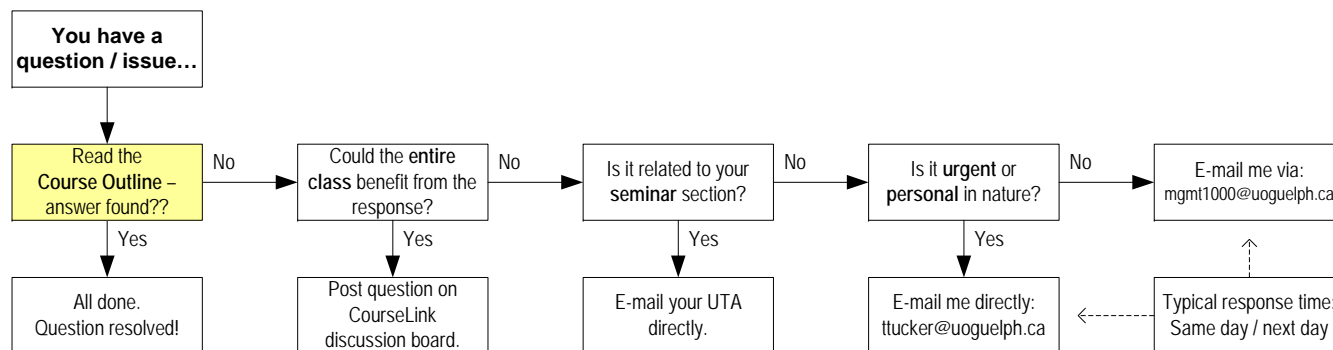 You have a
question / issue…
Read the
Course Outline –
answer found??
No
Could the entire
class benefit from the
response?
No
Is it related to your
seminar section?
No
Is it urgent or
personal in nature?
No
E-mail me via:
mgmt1000@uoguelph.ca
Yes
Yes
Yes
Yes
All done.
Question resolved!
Post question on
CourseLink
discussion board.
E-mail your UTA
directly.
E-mail me directly:
ttucker@uoguelph.ca
Typical response time:
Same day / next day